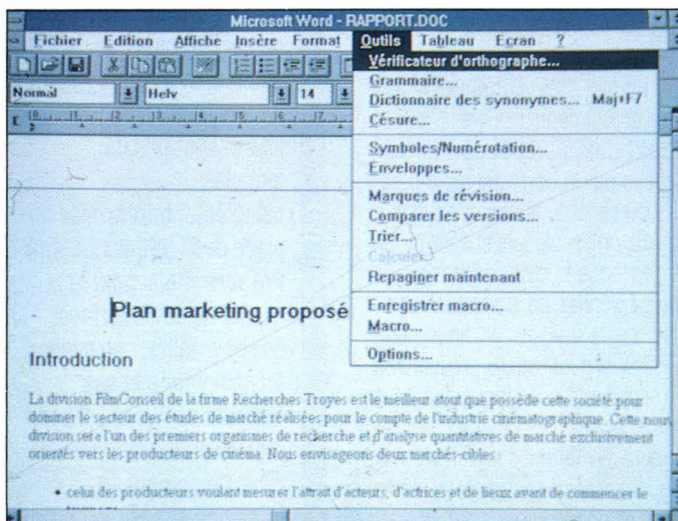 Microsoft Word - RAPPORT.DOC
Fichier Edition Affiche Insère Format Outils Tableau Ecran ?
Vérificateur d'orthographe...
Grammaire...
Dictionnaire des synonymes... Maj+F7
Césure...
Symboles/Numérotation...
Enveloppes...
Marques de révision...
Comparer les versions...
Trier...
Calculer
Repaginer maintenant
Enregistrer macro...
Macro...
Options...
Normal Helv 14
Plan marketing proposé
Introduction
La division FilmConseil de la firme Recherches Troyes est le meilleur atout que possède cette société pour
dominer le secteur des études de marché réalisées pour le compte de l'industrie cinématographique. Cette nouv
division sera l'un des premiers organismes de recherche et d'analyse quantitatives de marché exclusivement
orientés vers les producteurs de cinéma. Nous envisageons deux marchés-cibles :
• celui des producteurs voulant mesurer l'attrait d'acteurs, d'actrices et de lieux avant de commencer le